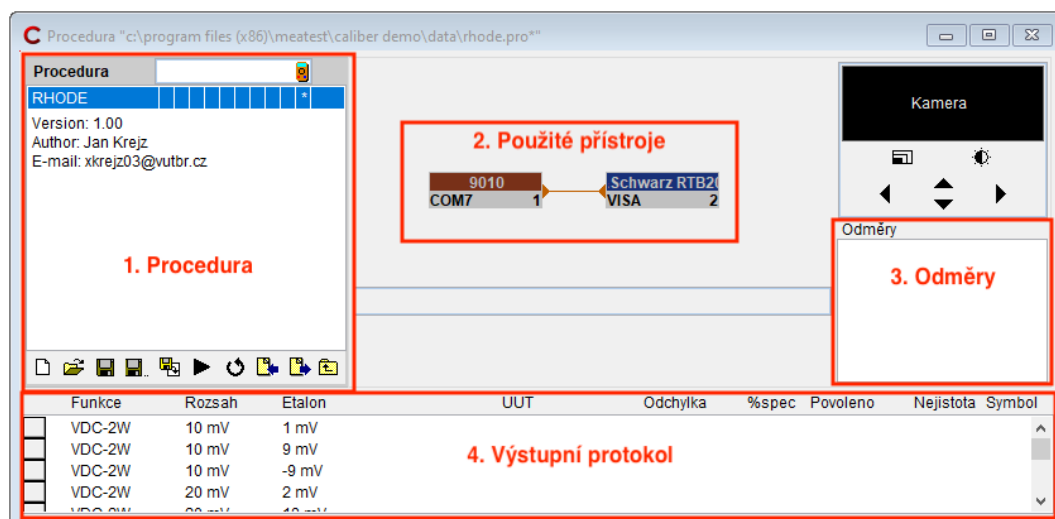 C Procedura "c:\program files (x86)\meatest\caliber demo\data\rhode.pro*"
Procedura
RHODE *
Version: 1.00
Author: Jan Krejz
E-mail: xkrejz03@vutbr.cz
1. Procedura
2. Použité přístroje
9010
COM7 1
Schwarz RTB20
VISA 2
Kamera
Odměry
3. Odměry
Funkce Rozsah Etalon UUT Odchylka %spec Povoleno Nejistota Symbol
VDC-2W 10 mV 1 mV
VDC-2W 10 mV 9 mV
VDC-2W 10 mV -9 mV
VDC-2W 20 mV 2 mV
4. Výstupní protokol